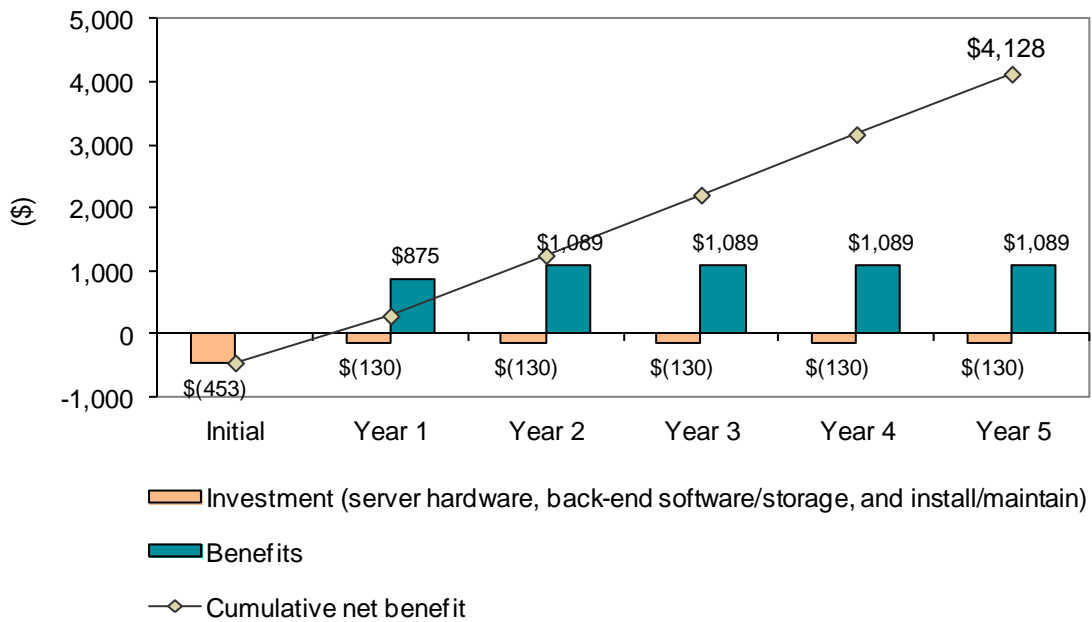 5,000
$4,128
4,000
3,000
($)
2,000
$875 $1,089 $1,089 $1,089 $1,089
1,000
0
$(453) $(130) $(130) $(130) $(130) $(130)
-1,000
Initial Year 1 Year 2 Year 3 Year 4 Year 5
Investment (server hardware, back-end software/storage, and install/maintain)
Benefits
Cumulative net benefit